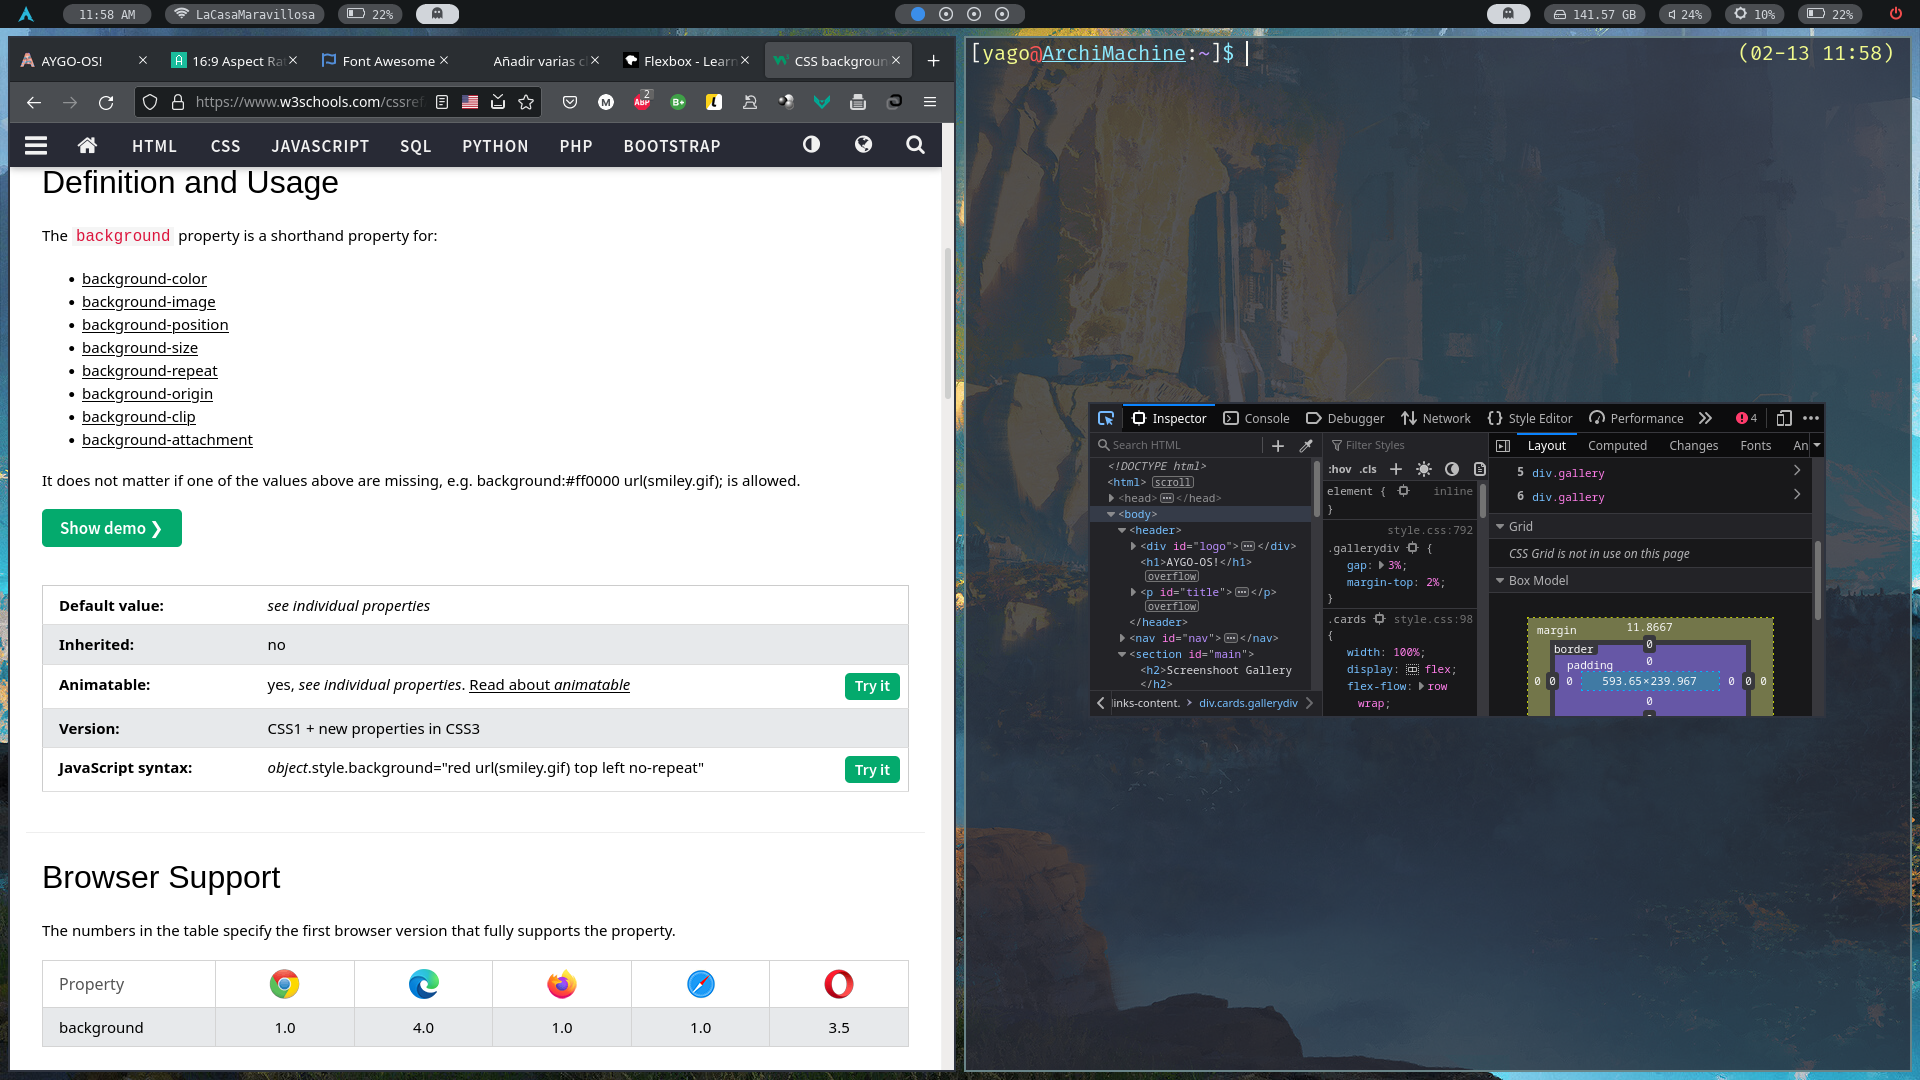 11:58 AM LaCasaMaravillosa 22% 141.57 GB 24% 10% 22%
AYGO-OS! 16:9 Aspect Rat Font Awesome Añadir varias cl Flexbox - Learn CSS backgroun
https://www.w3schools.com/cssref 2
HTML CSS JAVASCRIPT SQL PYTHON PHP BOOTSTRAP
Definition and Usage
The background property is a shorthand property for:
background-color
background-image
background-position
background-size
background-repeat
background-origin
background-clip
background-attachment
It does not matter if one of the values above are missing, e.g. background:#ff0000 url(smiley.gif); is allowed.
Show demo ❯
Default value: see individual properties
Inherited: no
Animatable: yes, see individual properties. Read about animatable Try it
Version: CSS1 + new properties in CSS3
JavaScript syntax: object.style.background="red url(smiley.gif) top left no-repeat" Try it
Browser Support
The numbers in the table specify the first browser version that fully supports the property.
Property
background 1.0 4.0 1.0 1.0 3.5
[yago@ArchiMachine:~]$ (02-13 11:58)
Inspector Console Debugger Network Style Editor Performance 4
Search HTML
<!DOCTYPE html>
<html> scroll
<head> </head>
<body>
<header>
<div id="logo"> </div>
<h1>AYGO-OS!</h1>
overflow
<p id="title"> </p>
overflow
</header>
<nav id="nav"> </nav>
<section id="main">
<h2>Screenshoot Gallery
</h2>
inks-content. > div.cards.gallerydiv
Filter Styles
:hov .cls
element { inline
}
style.css:792
.gallerydiv {
gap: 3%;
margin-top: 2%;
}
.cards style.css:98
{
width: 100%;
display: flex;
flex-flow: row
wrap;
Layout Computed Changes Fonts An
5 div.gallery
6 div.gallery
Grid
CSS Grid is not in use on this page
Box Model
margin 11.8667
border 0
padding 0
0 0 0 593.65×239.967 0 0 0
0